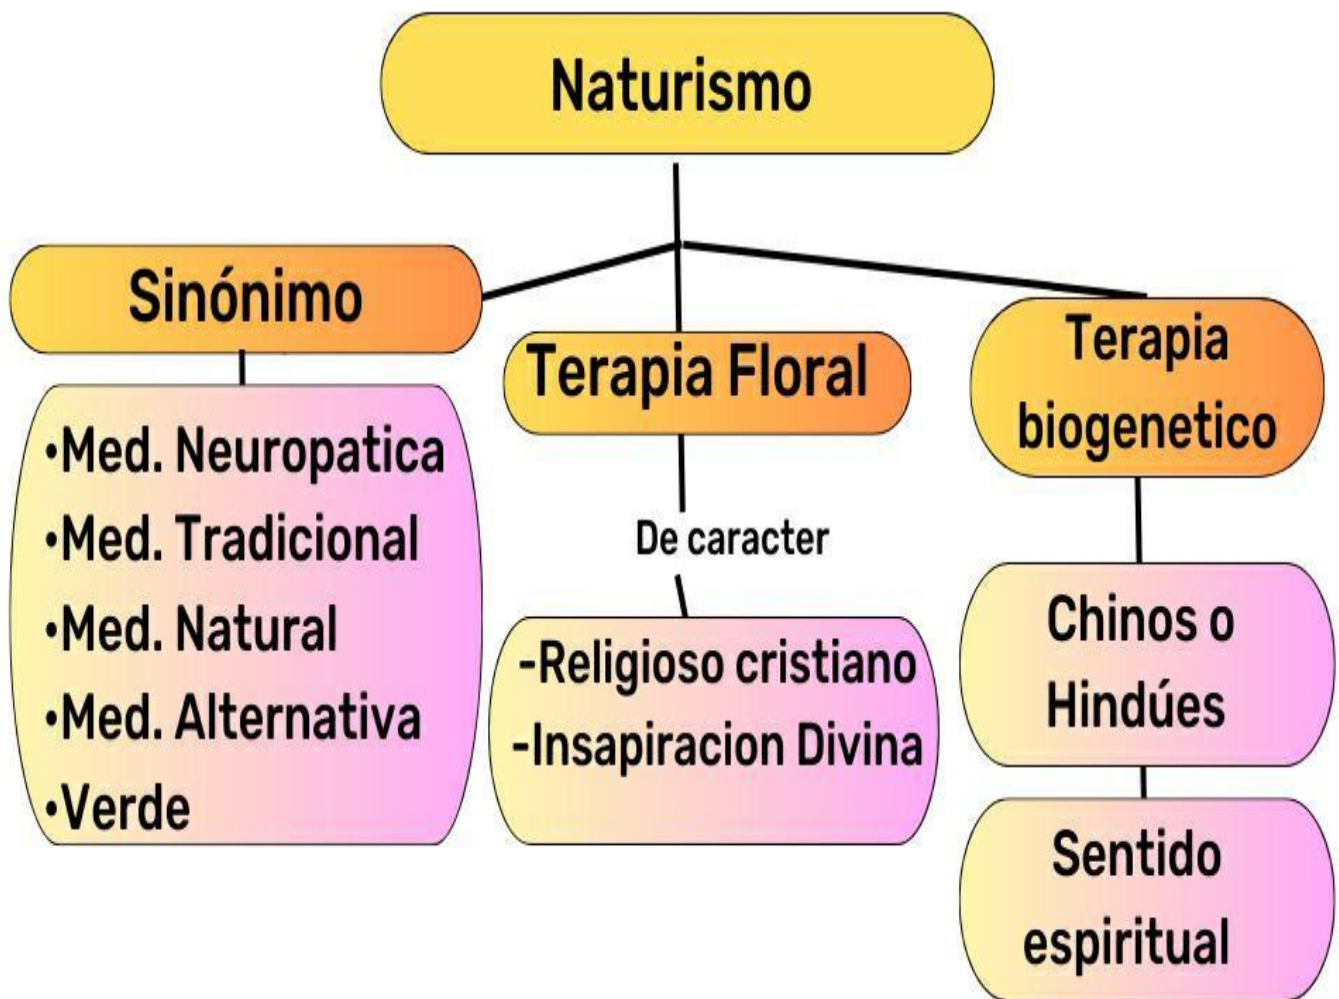 Naturismo
Sinónimo
•Med. Neuropatica
•Med. Tradicional
•Med. Natural
•Med. Alternativa
•Verde
Terapia Floral
De caracter
-Religioso cristiano
-Insapiracion Divina
Terapia
biogenetico
Chinos o
Hindúes
Sentido
espiritual